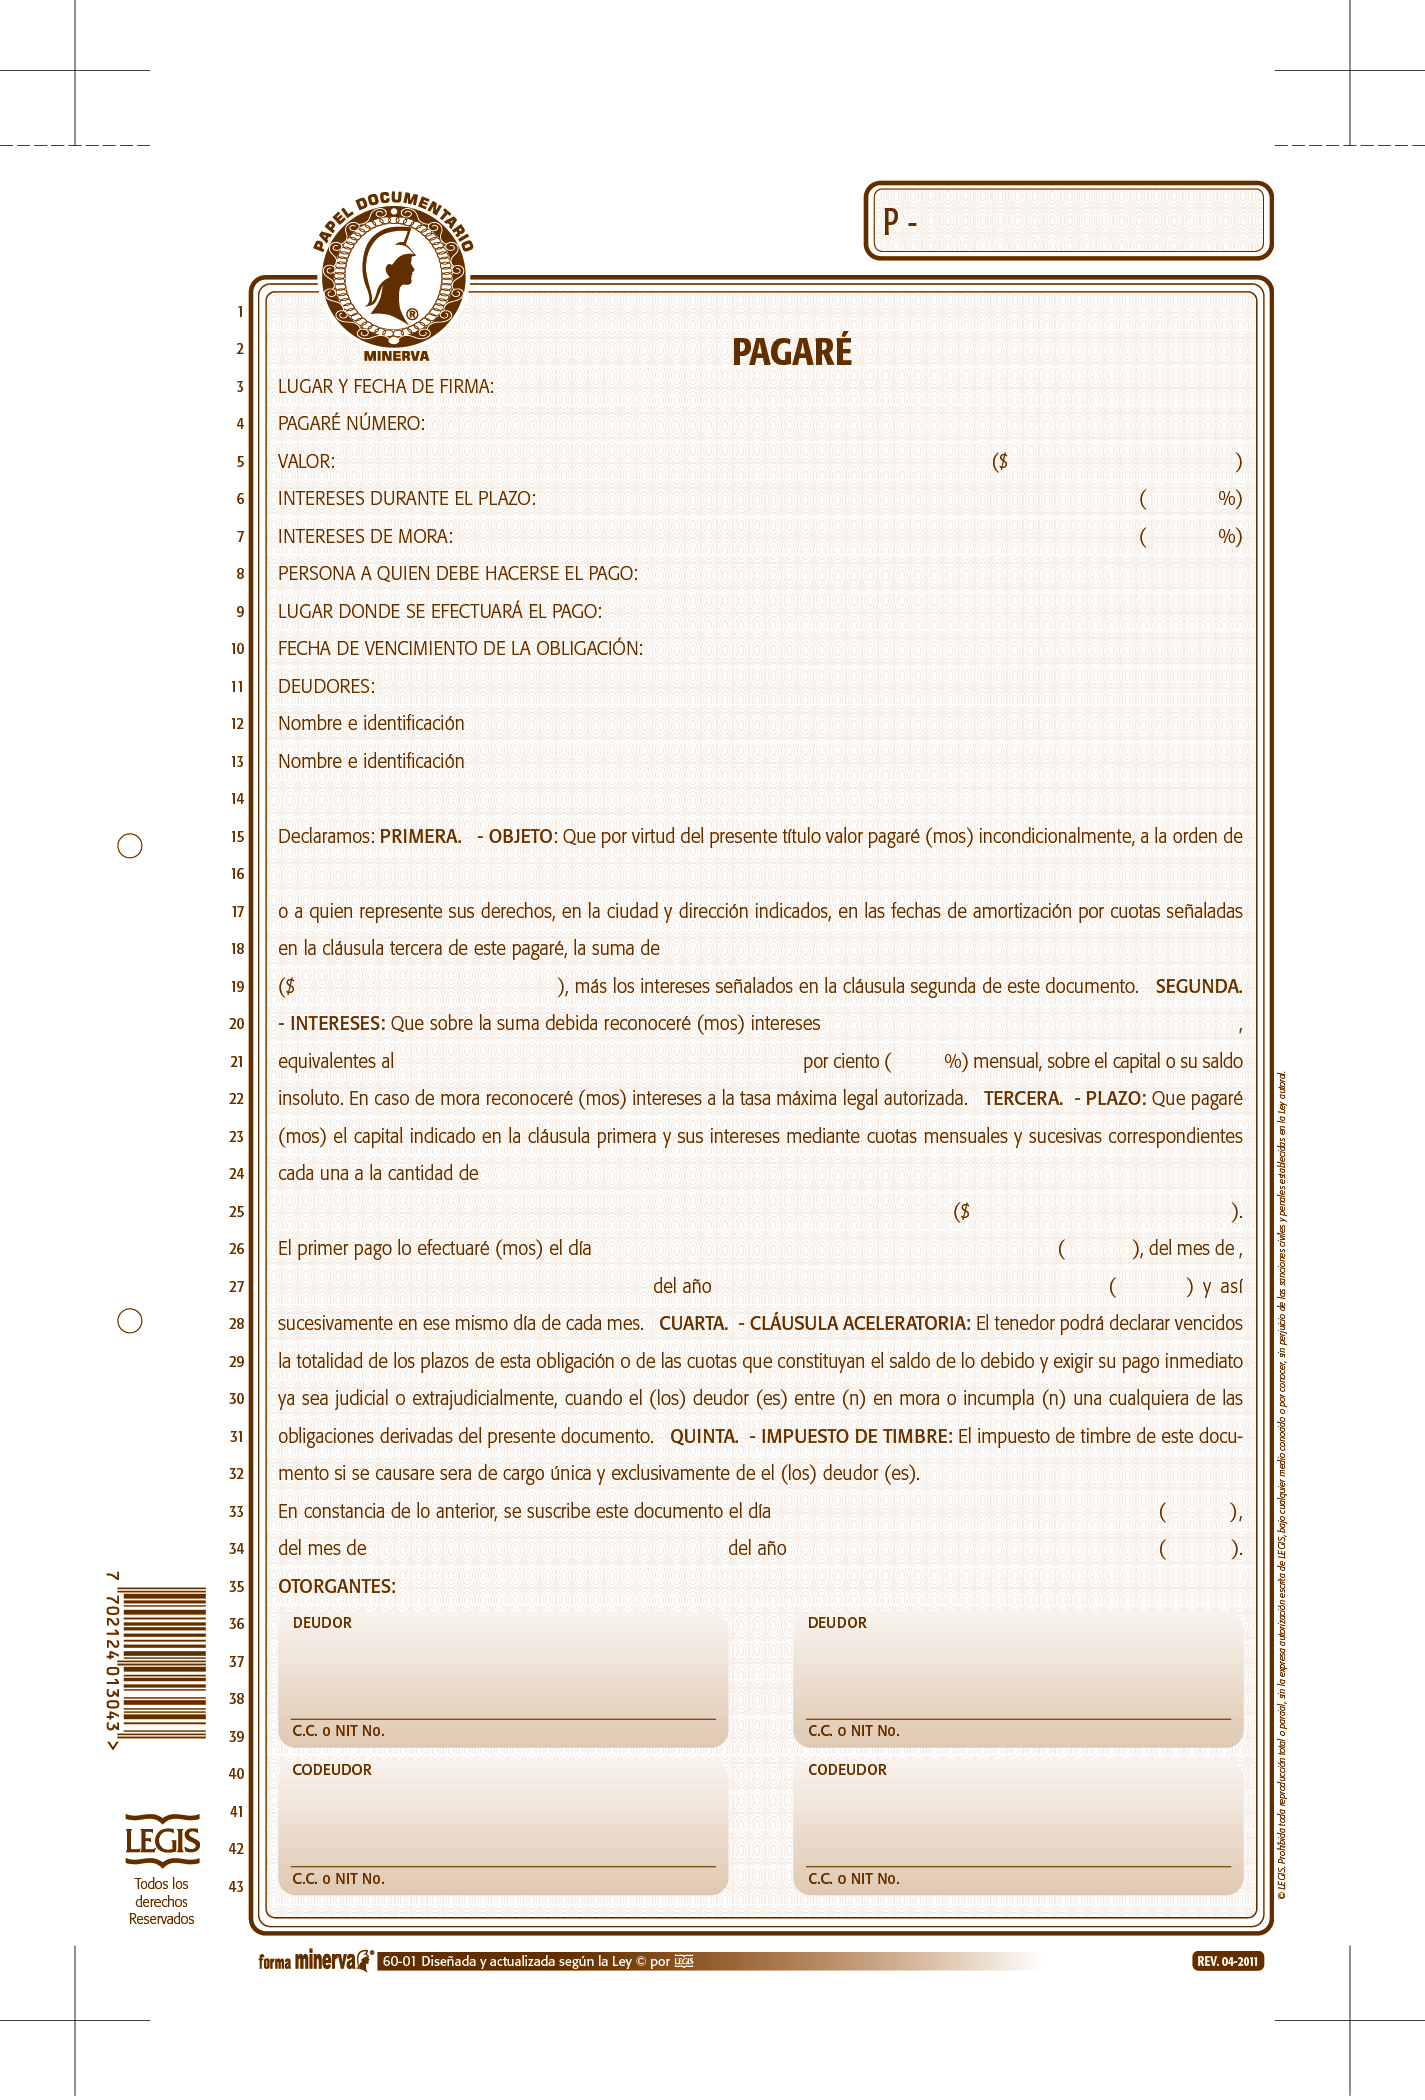 PAPEL DOCUMENTARIO
®
MINERVA
P -
PAGARÉ
1
2
3 LUGAR Y FECHA DE FIRMA:
4 PAGARÉ NÚMERO:
5 VALOR: ($ )
6 INTERESES DURANTE EL PLAZO: ( %)
7 INTERESES DE MORA: ( %)
8 PERSONA A QUIEN DEBE HACERSE EL PAGO:
9 LUGAR DONDE SE EFECTUARÁ EL PAGO:
10 FECHA DE VENCIMIENTO DE LA OBLIGACIÓN:
11 DEUDORES:
12 Nombre e identificación
13 Nombre e identificación
14
15 Declaramos: PRIMERA. - OBJETO: Que por virtud del presente título valor pagaré (mos) incondicionalmente, a la orden de
16
17 o a quien represente sus derechos, en la ciudad y dirección indicados, en las fechas de amortización por cuotas señaladas
18 en la cláusula tercera de este pagaré, la suma de
19 ($ ), más los intereses señalados en la cláusula segunda de este documento. SEGUNDA.
20 - INTERESES: Que sobre la suma debida reconoceré (mos) intereses ,
21 equivalentes al por ciento ( %) mensual, sobre el capital o su saldo
22 insoluto. En caso de mora reconoceré (mos) intereses a la tasa máxima legal autorizada. TERCERA. - PLAZO: Que pagaré
23 (mos) el capital indicado en la cláusula primera y sus intereses mediante cuotas mensuales y sucesivas correspondientes
24 cada una a la cantidad de
25 ($ ).
26 El primer pago lo efectuaré (mos) el día ( ), del mes de ,
27 del año ( ) y así
28 sucesivamente en ese mismo día de cada mes. CUARTA. - CLÁUSULA ACELERATORIA: El tenedor podrá declarar vencidos
29 la totalidad de los plazos de esta obligación o de las cuotas que constituyan el saldo de lo debido y exigir su pago inmediato
30 ya sea judicial o extrajudicialmente, cuando el (los) deudor (es) entre (n) en mora o incumpla (n) una cualquiera de las
31 obligaciones derivadas del presente documento. QUINTA. - IMPUESTO DE TIMBRE: El impuesto de timbre de este docu-
32 mento si se causare sera de cargo única y exclusivamente de el (los) deudor (es).
33 En constancia de lo anterior, se suscribe este documento el día ( ),
34 del mes de del año ( ).
35 OTORGANTES:
36 DEUDOR DEUDOR
37
38
39 C.C. o NIT No. C.C. o NIT No.
40 CODEUDOR CODEUDOR
41
42
43 C.C. o NIT No. C.C. o NIT No.
7 702124 013043 >
LEGIS
Todos los
derechos
Reservados
© LEGIS. Prohibida toda reproducción total o parcial, sin la expresa autorización escrita de LEGIS, bajo cualquier medio conocido o por conocer, sin perjuicio de las sanciones civiles y penales establecidas en la Ley autoral.
forma minerva® 60-01 Diseñada y actualizada según la Ley © por LEGIS
REV. 04-2011